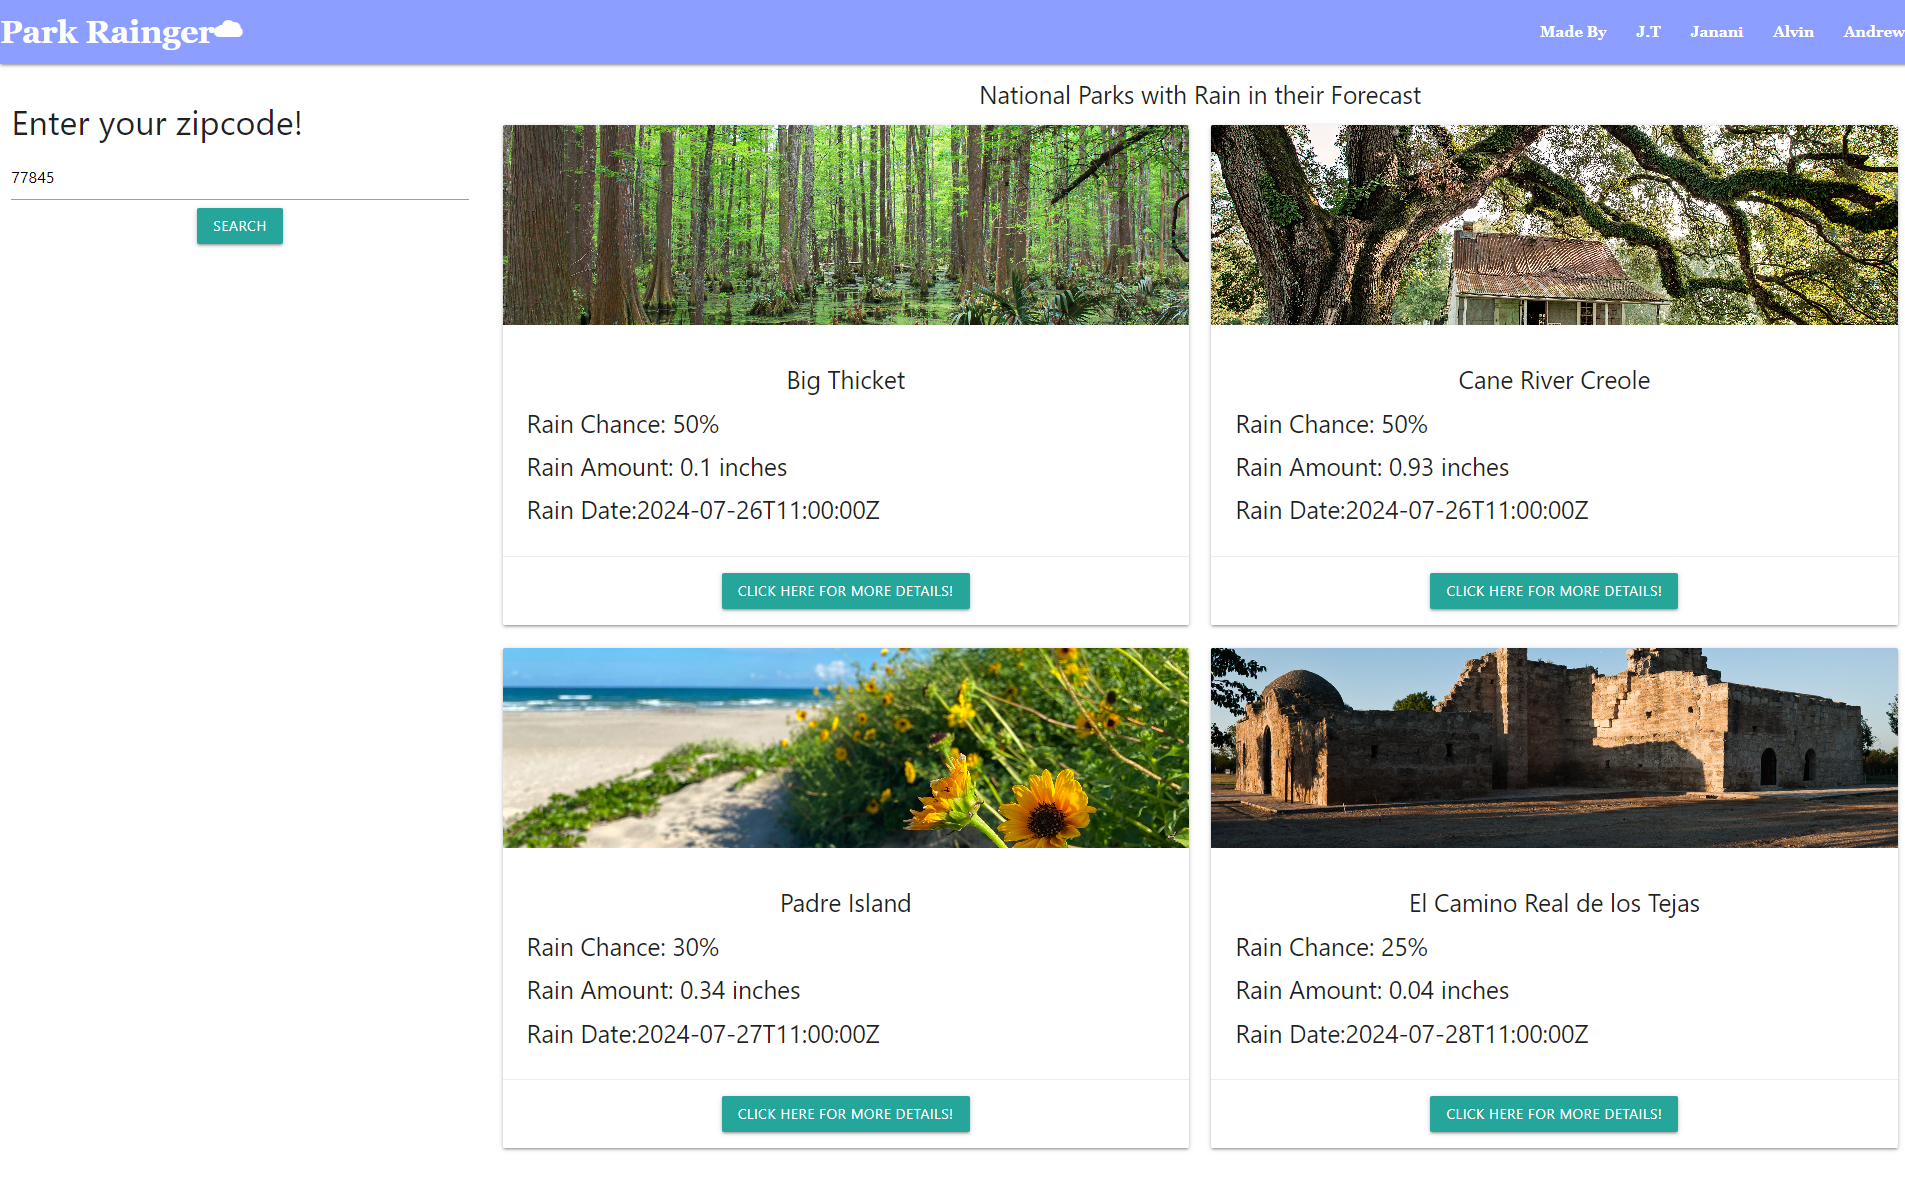 Park Rainger
Made By J.T Janani Alvin Andrew
Enter your zipcode!
77845
SEARCH
National Parks with Rain in their Forecast
Big Thicket
Rain Chance: 50%
Rain Amount: 0.1 inches
Rain Date:2024-07-26T11:00:00Z
CLICK HERE FOR MORE DETAILS!
Cane River Creole
Rain Chance: 50%
Rain Amount: 0.93 inches
Rain Date:2024-07-26T11:00:00Z
CLICK HERE FOR MORE DETAILS!
Padre Island
Rain Chance: 30%
Rain Amount: 0.34 inches
Rain Date:2024-07-27T11:00:00Z
CLICK HERE FOR MORE DETAILS!
El Camino Real de los Tejas
Rain Chance: 25%
Rain Amount: 0.04 inches
Rain Date:2024-07-28T11:00:00Z
CLICK HERE FOR MORE DETAILS!